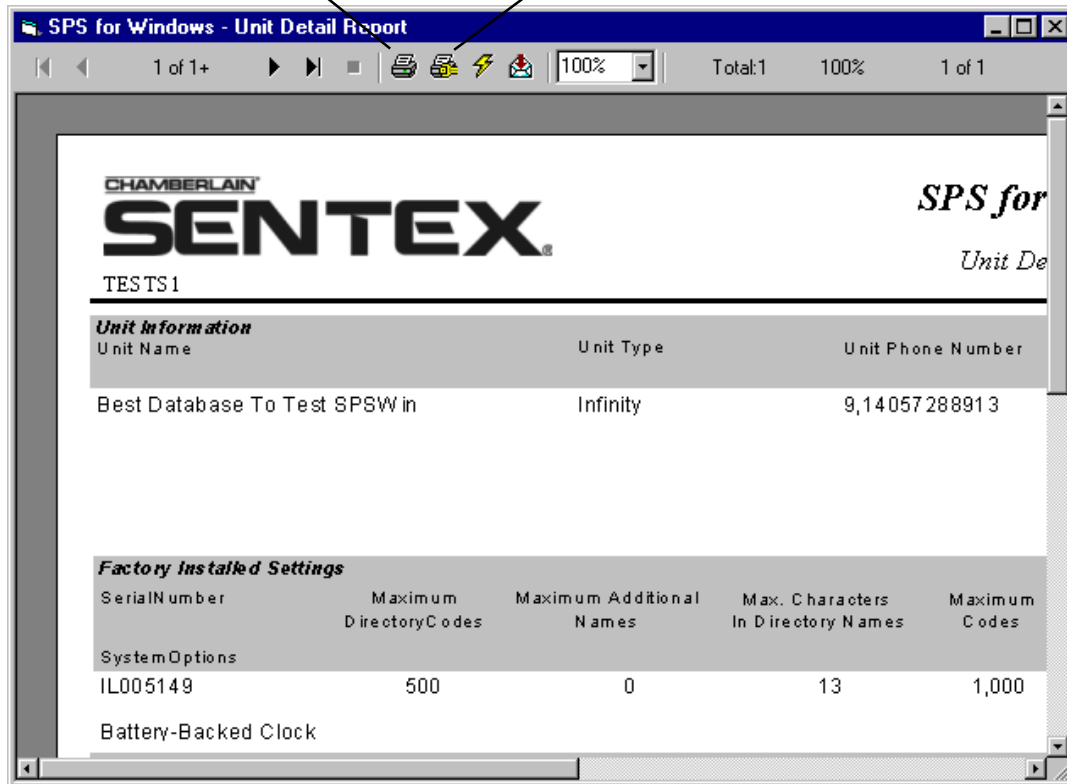 SPS for Windows - Unit Detail Report
1 of 1+ 100% Total:1 100% 1 of 1
CHAMBERLAIN
SENTEX®
SPS for
Unit De
TESTS1
Unit Information
Unit Name Unit Type Unit Phone Number
Best Database To Test SPSWin Infinity 9,14057288913
Factory Installed Settings
SerialNumber Maximum Maximum Additional Max. Characters Maximum
DirectoryCodes Names In Directory Names Codes
SystemOptions
IL005149 500 0 13 1,000
Battery-Backed Clock